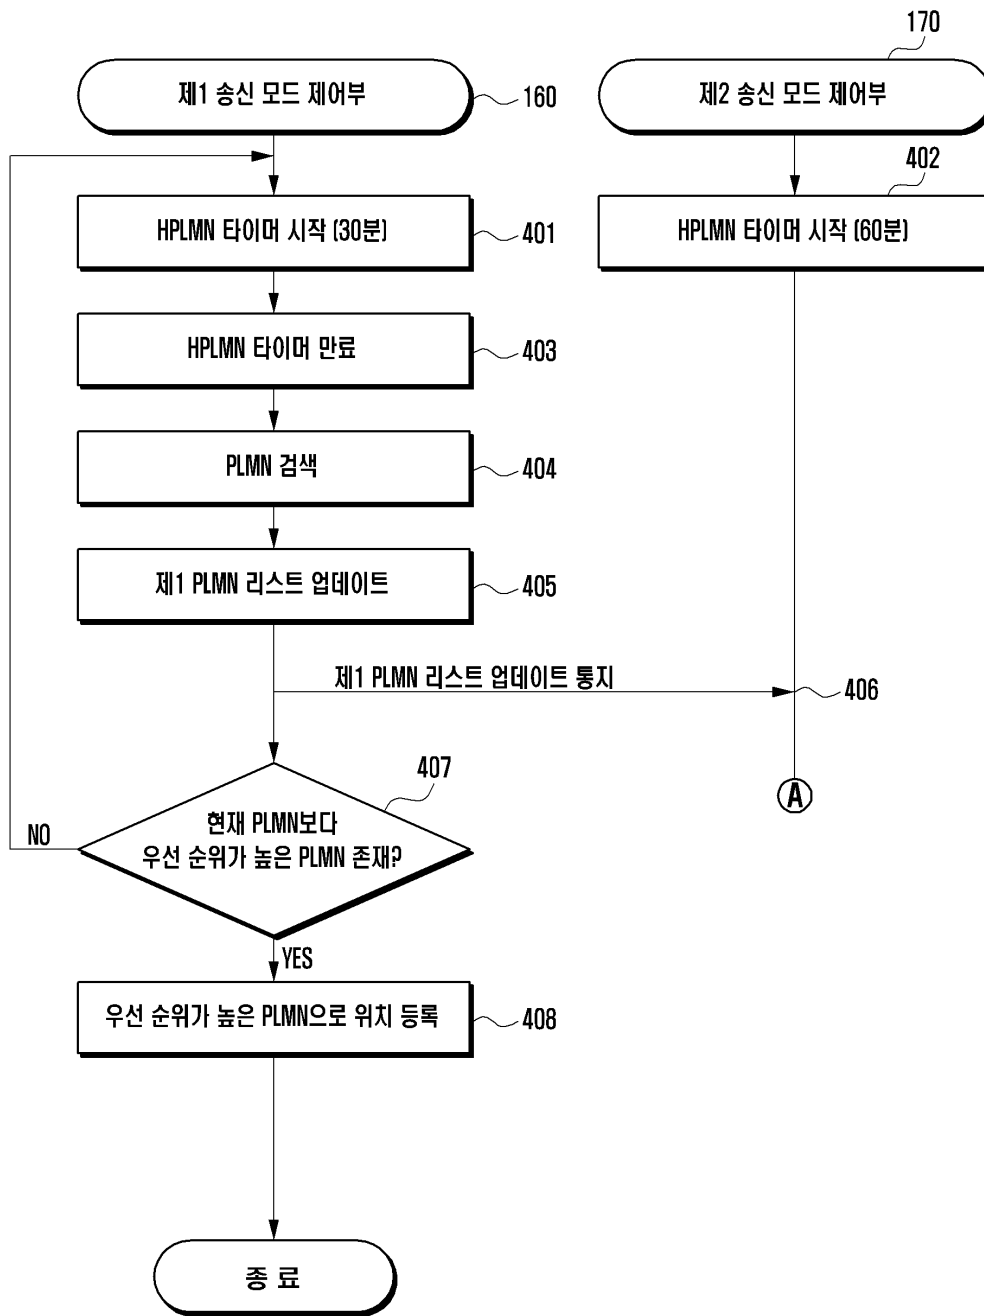 170
제1 송신 모드 제어부
160
제2 송신 모드 제어부
402
HPLMN 타이머 시작 (30분)
401
HPLMN 타이머 시작 (60분)
HPLMN 타이머 만료
403
PLMN 검색
404
제1 PLMN 리스트 업데이트
405
제1 PLMN 리스트 업데이트 통지
406
407
A
현재 PLMN보다
우선 순위가 높은 PLMN 존재?
NO
YES
우선 순위가 높은 PLMN으로 위치 등록
408
종 료